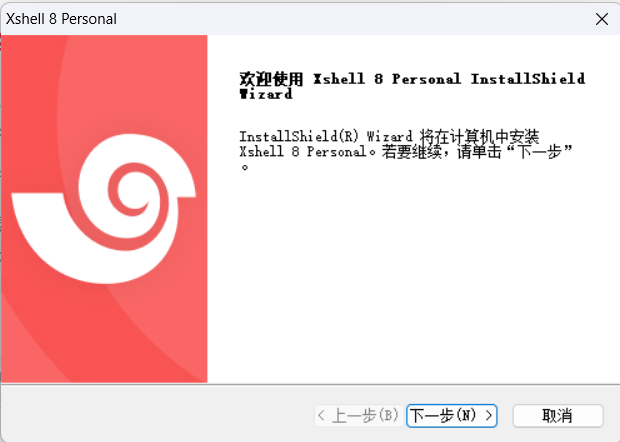 Xshell 8 Personal
欢迎使用 Xshell 8 Personal InstallShield
Wizard
InstallShield(R) Wizard 将在计算机中安装
Xshell 8 Personal。若要继续，请单击“下一步”
。
< 上一步(B) 下一步(N) > 取消